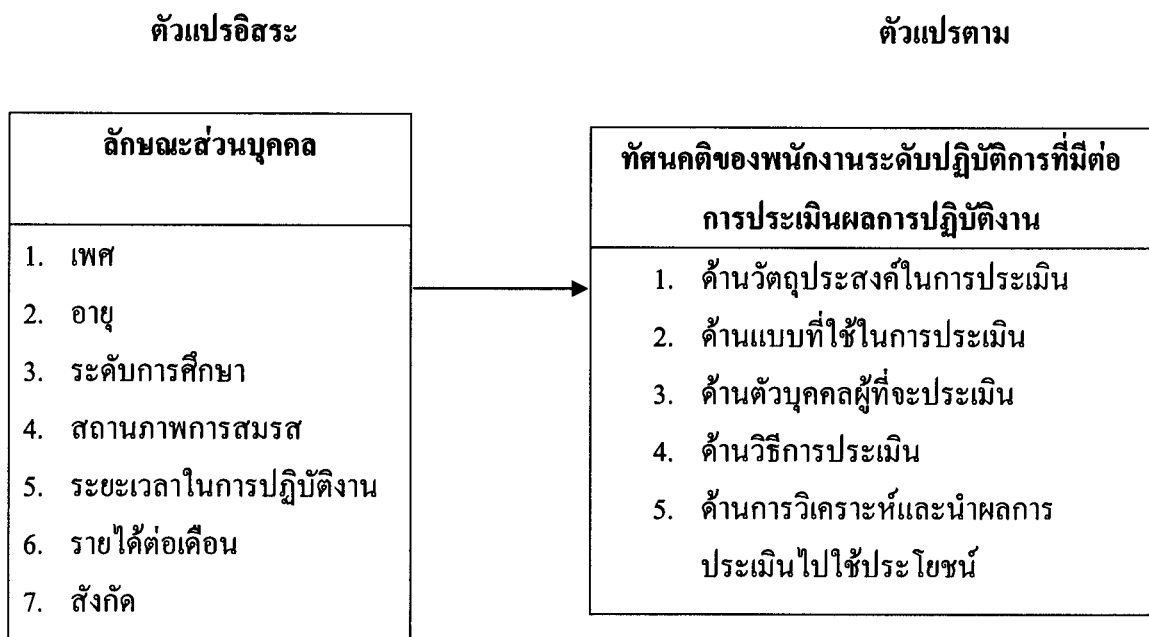 ตัวแปรอิสระ
ตัวแปรตาม
ลักษณะส่วนบุคคล
1. เพศ
2. อายุ
3. ระดับการศึกษา
4. สถานภาพการสมรส
5. ระยะเวลาในการปฏิบัติงาน
6. รายได้ต่อเดือน
7. สังกัด
ทัศนคติของพนักงานระดับปฏิบัติการที่มีต่อ
การประเมินผลการปฏิบัติงาน
1. ด้านวัตถุประสงค์ในการประเมิน
2. ด้านแบบที่ใช้ในการประเมิน
3. ด้านตัวบุคคลผู้ที่จะประเมิน
4. ด้านวิธีการประเมิน
5. ด้านการวิเคราะห์และนำผลการ
ประเมินไปใช้ประโยชน์